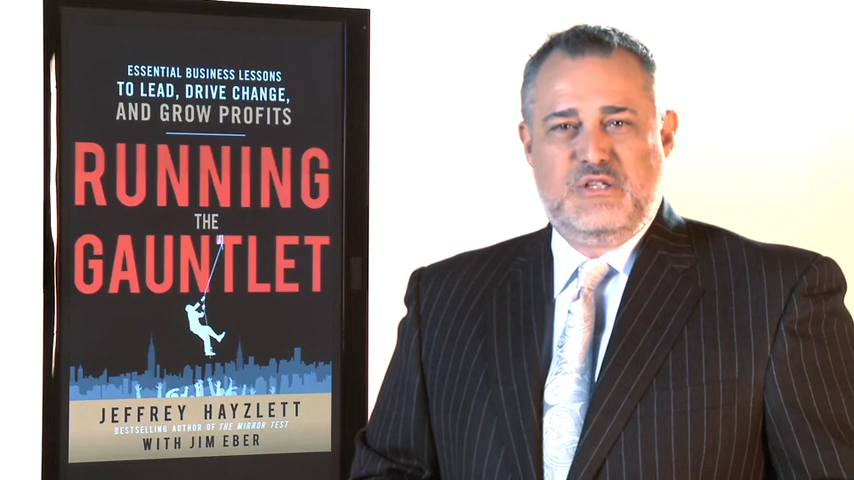 ESSENTIAL BUSINESS LESSONS
TO LEAD, DRIVE CHANGE,
AND GROW PROFITS
RUNNING
THE
GAUNTLET
JEFFREY HAYZLETT
BESTSELLING AUTHOR OF THE MIRROR TEST
WITH JIM EBER